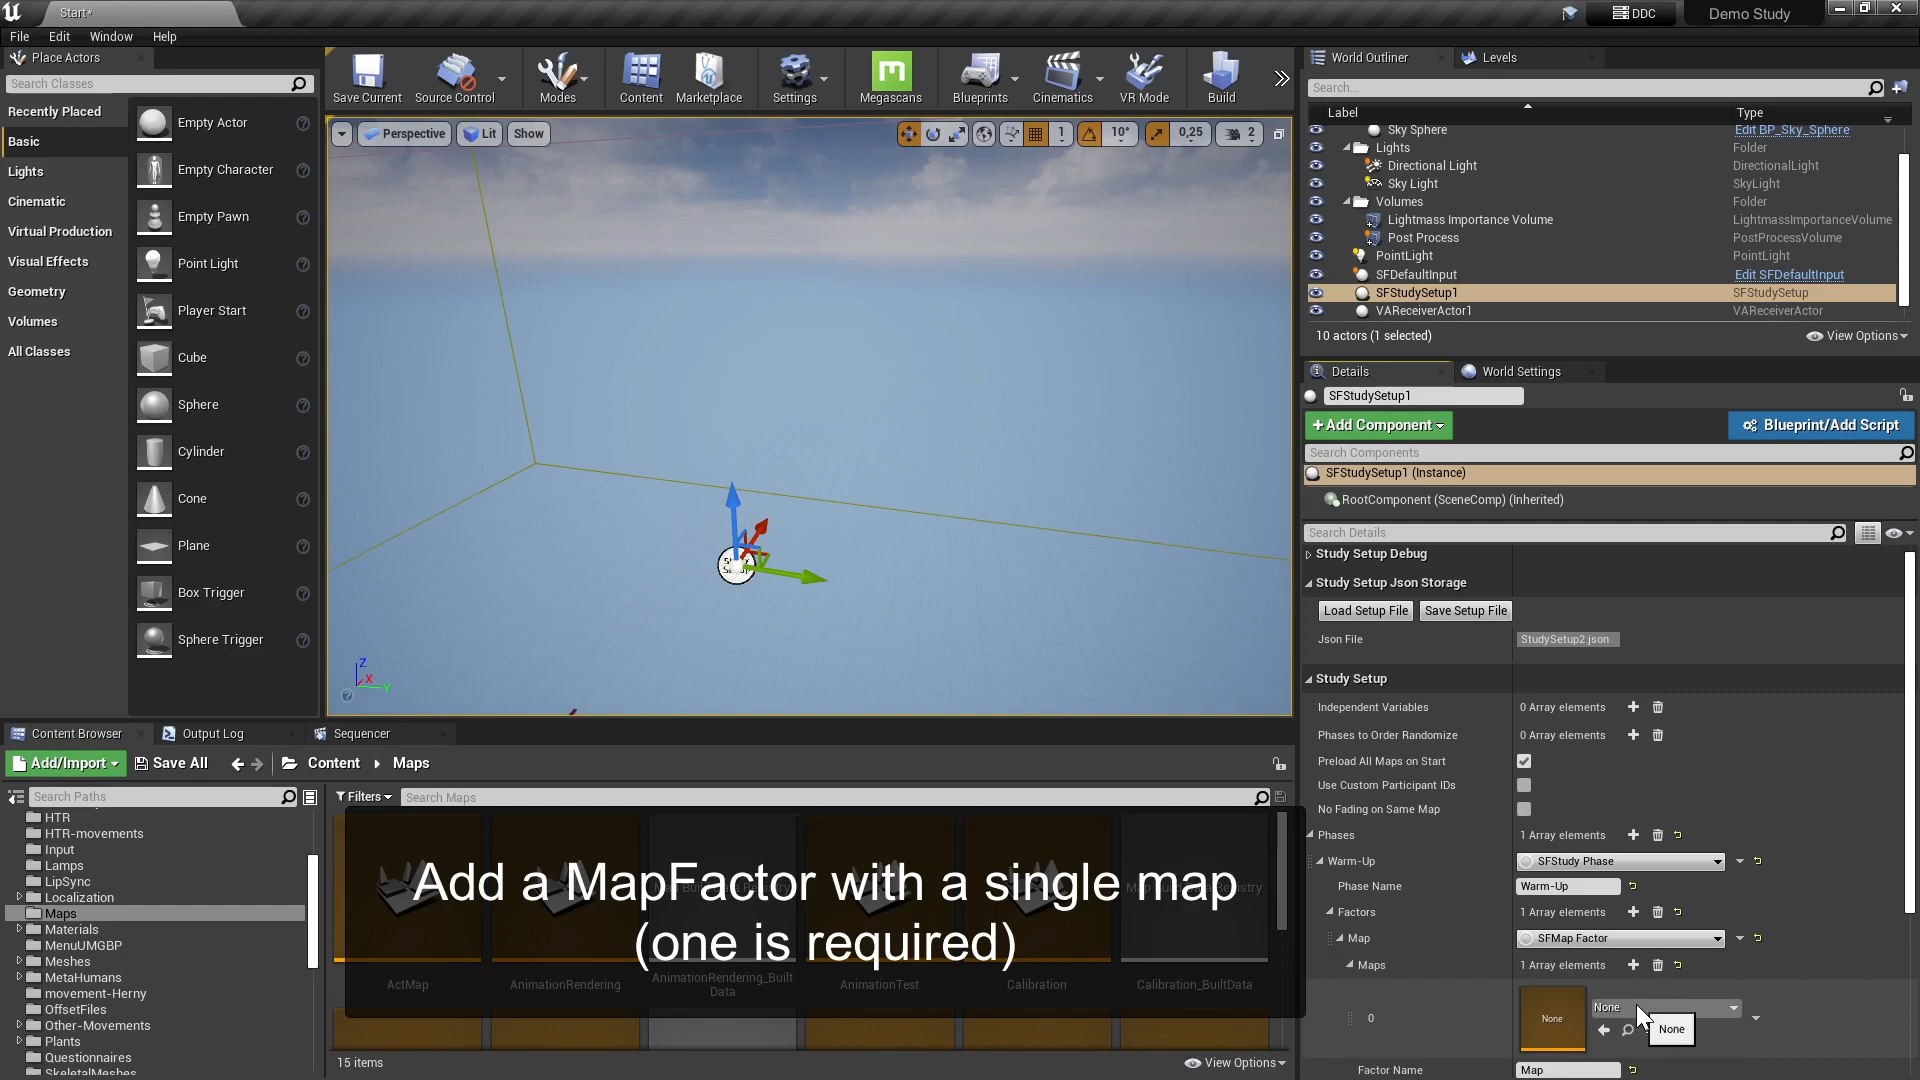 Start*
DDC
Demo Study
File Edit Window Help
Place Actors
Search Classes
Recently Placed
Basic
Lights
Cinematic
Virtual Production
Visual Effects
Geometry
Volumes
All Classes
Empty Actor
Empty Character
Empty Pawn
Point Light
Player Start
Cube
Sphere
Cylinder
Cone
Plane
Box Trigger
Sphere Trigger
Save Current
Source Control
Modes
Content
Marketplace
Settings
Megascans
Blueprints
Cinematics
VR Mode
Build
Perspective
Lit
Show
1
10°
0,25
2
Z
X
Y
World Outliner
Levels
Search...
Label Type
Sky Sphere Edit BP_Sky_Sphere
Lights Folder
Directional Light DirectionalLight
Sky Light SkyLight
Volumes Folder
Lightmass Importance Volume LightmassImportanceVolume
Post Process PostProcessVolume
PointLight PointLight
SFDefaultInput Edit SFDefaultInput
SFStudySetup1 SFStudySetup
VAReceiverActor1 VAReceiverActor
10 actors (1 selected)
View Options
Details
World Settings
SFStudySetup1
+Add Component
Blueprint/Add Script
Search Components
SFStudySetup1 (Instance)
RootComponent (SceneComp) (Inherited)
Search Details
Study Setup Debug
Study Setup Json Storage
Load Setup File Save Setup File
Json File StudySetup2.json
Study Setup
Independent Variables 0 Array elements
Phases to Order Randomize 0 Array elements
Preload All Maps on Start
Use Custom Participant IDs
No Fading on Same Map
Phases 1 Array elements
Warm-Up SFStudy Phase
Phase Name Warm-Up
Factors 1 Array elements
Map SFMap Factor
Maps 1 Array elements
0 None None
None
Factor Name Map
Content Browser
Output Log
Sequencer
Add/Import
Save All
Content
Maps
Search Paths
Filters
Search Maps
HTR
HTR-movements
Input
Lamps
LipSync
Localization
Maps
Materials
MenuUMGBP
Meshes
MetaHumans
movement-Herny
OffsetFiles
Other-Movements
Plants
Questionnaires
SkeletalMeshes
Add a MapFactor with a single map
(one is required)
ActMap
AnimationRendering
AnimationRendering_Built
Data
AnimationTest
Calibration
Calibration_BuiltData
15 items
View Options